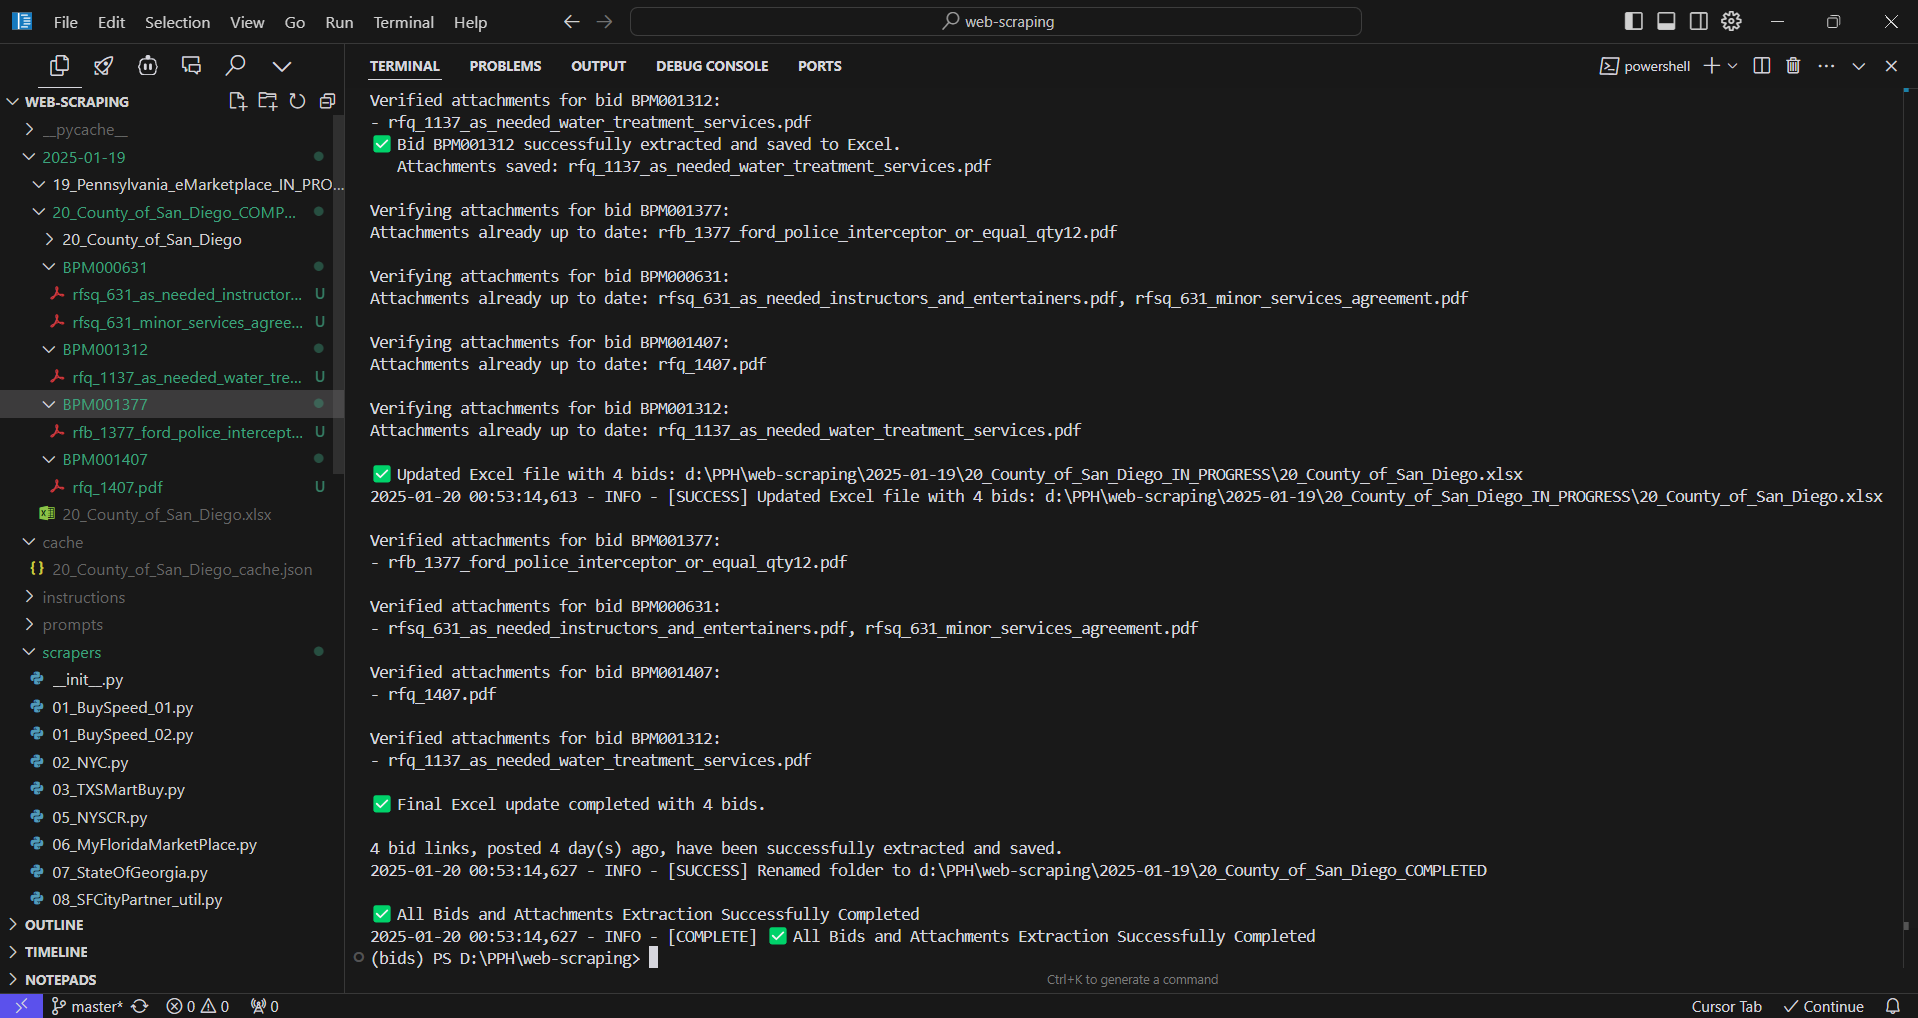 File Edit Selection View Go Run Terminal Help
web-scraping
TERMINAL PROBLEMS OUTPUT DEBUG CONSOLE PORTS
powershell
WEB-SCRAPING
__pycache__
2025-01-19
19_Pennsylvania_eMarketplace_IN_PRO...
20_County_of_San_Diego_COMP...
20_County_of_San_Diego
BPM000631
rfsq_631_as_needed_instructor... U
rfsq_631_minor_services_agree... U
BPM001312
rfq_1137_as_needed_water_tre... U
BPM001377
rfb_1377_ford_police_intercept... U
BPM001407
rfq_1407.pdf U
20_County_of_San_Diego.xlsx
cache
20_County_of_San_Diego_cache.json
instructions
prompts
scrapers
__init__.py
01_BuySpeed_01.py
01_BuySpeed_02.py
02_NYC.py
03_TXSMartBuy.py
05_NYSCR.py
06_MyFloridaMarketPlace.py
07_StateOfGeorgia.py
08_SFCityPartner_util.py
OUTLINE
TIMELINE
NOTEPADS
Verified attachments for bid BPM001312:
- rfq_1137_as_needed_water_treatment_services.pdf
✅ Bid BPM001312 successfully extracted and saved to Excel.
Attachments saved: rfq_1137_as_needed_water_treatment_services.pdf
Verifying attachments for bid BPM001377:
Attachments already up to date: rfb_1377_ford_police_interceptor_or_equal_qty12.pdf
Verifying attachments for bid BPM000631:
Attachments already up to date: rfsq_631_as_needed_instructors_and_entertainers.pdf, rfsq_631_minor_services_agreement.pdf
Verifying attachments for bid BPM001407:
Attachments already up to date: rfq_1407.pdf
Verifying attachments for bid BPM001312:
Attachments already up to date: rfq_1137_as_needed_water_treatment_services.pdf
✅ Updated Excel file with 4 bids: d:\PPH\web-scraping\2025-01-19\20_County_of_San_Diego_IN_PROGRESS\20_County_of_San_Diego.xlsx
2025-01-20 00:53:14,613 - INFO - [SUCCESS] Updated Excel file with 4 bids: d:\PPH\web-scraping\2025-01-19\20_County_of_San_Diego_IN_PROGRESS\20_County_of_San_Diego.xlsx
Verified attachments for bid BPM001377:
- rfb_1377_ford_police_interceptor_or_equal_qty12.pdf
Verified attachments for bid BPM000631:
- rfsq_631_as_needed_instructors_and_entertainers.pdf, rfsq_631_minor_services_agreement.pdf
Verified attachments for bid BPM001407:
- rfq_1407.pdf
Verified attachments for bid BPM001312:
- rfq_1137_as_needed_water_treatment_services.pdf
✅ Final Excel update completed with 4 bids.
4 bid links, posted 4 day(s) ago, have been successfully extracted and saved.
2025-01-20 00:53:14,627 - INFO - [SUCCESS] Renamed folder to d:\PPH\web-scraping\2025-01-19\20_County_of_San_Diego_COMPLETED
✅ All Bids and Attachments Extraction Successfully Completed
2025-01-20 00:53:14,627 - INFO - [COMPLETE] ✅ All Bids and Attachments Extraction Successfully Completed
(bids) PS D:\PPH\web-scraping>
Ctrl+K to generate a command
master* 0 0 0
Cursor Tab Continue